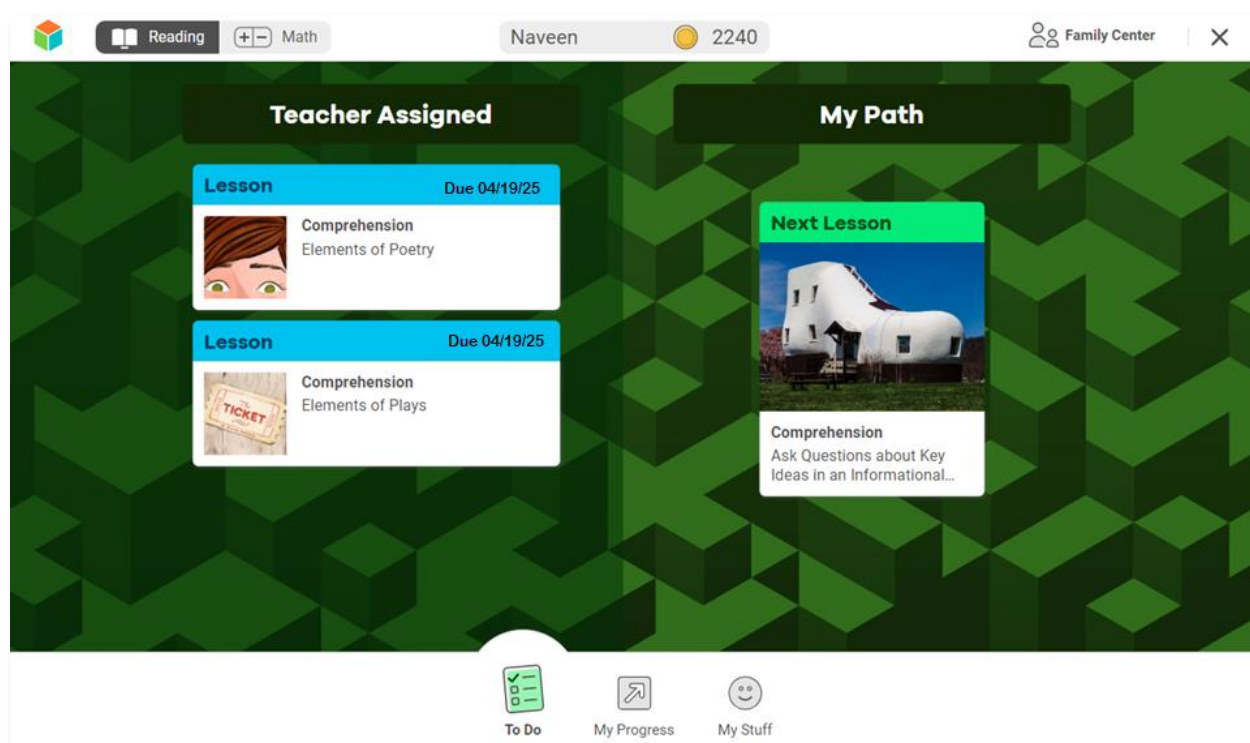 Reading
Math
Naveen 2240
Family Center
Teacher Assigned
My Path
Lesson Due 04/19/25
Comprehension
Elements of Poetry
Lesson Due 04/19/25
TICKET
Comprehension
Elements of Plays
Next Lesson
Comprehension
Ask Questions about Key
Ideas in an Informational...
To Do
My Progress
My Stuff